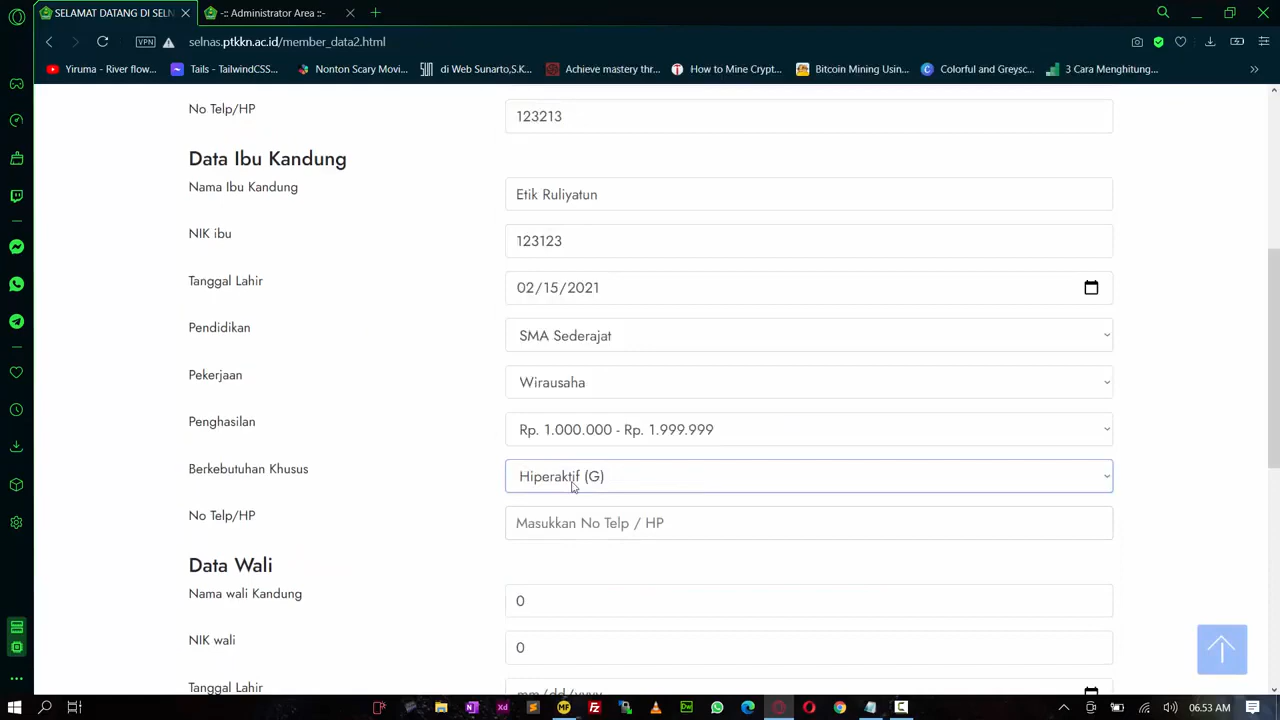 SELAMAT DATANG DI SELN
-:: Administrator Area ::-
VPN
selnas.ptkkn.ac.id/member_data2.html
Yiruma - River flow...
Tails - TailwindCSS...
Nonton Scary Movi...
di Web Sunarto,S.K...
Achieve mastery thr...
How to Mine Crypt...
Bitcoin Mining Usin...
Colorful and Greysc...
3 Cara Menghitung...
No Telp/HP
123213
Data Ibu Kandung
Nama Ibu Kandung
Etik Ruliyatun
NIK ibu
123123
Tanggal Lahir
02/15/2021
Pendidikan
SMA Sederajat
Pekerjaan
Wirausaha
Penghasilan
Rp. 1.000.000 - Rp. 1.999.999
Berkebutuhan Khusus
Hiperaktif (G)
No Telp/HP
Masukkan No Telp / HP
Data Wali
Nama wali Kandung
0
NIK wali
0
Tanggal Lahir
mm/dd/yyyy
06.53 AM